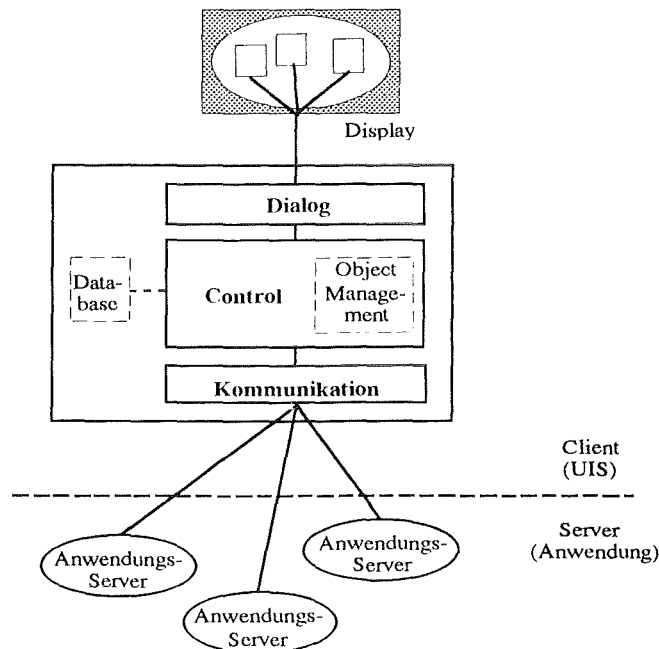 Display
Dialog
Data-
base
Control
Object
Manage-
ment
Kommunikation
Client
(UIS)
Server
(Anwendung)
Anwendungs-
Server
Anwendungs-
Server
Anwendungs-
Server